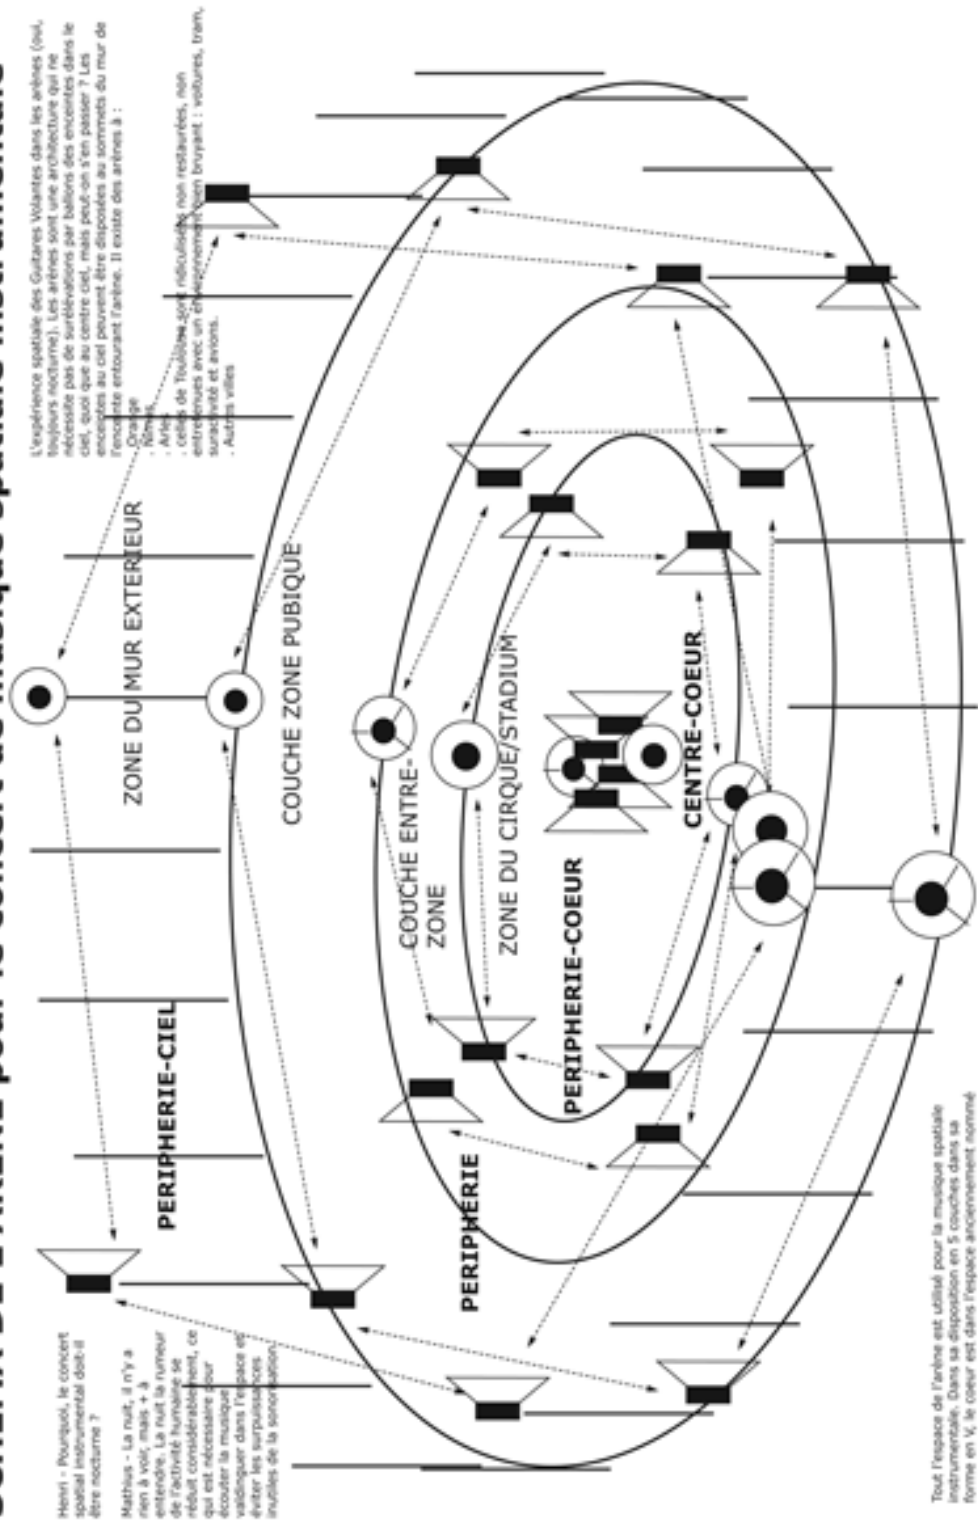 SCHEMA DE L'ARENE pour le concert de musique spatiale instrumentale
Henri - Pourquoi, le concert
spatial instrumental doit-il
être nocturne ?
Mathius - La nuit, il n'y a
rien à voir, mais + à
entendre. La nuit la rumeur
de l'activité humaine se
réduit considérablement, ce
qui est nécessaire pour
écouter la musique
valdinguer dans l'espace et
éviter les surpuissances
inutiles de la sonorisation.
L'expérience spatiale des Guitares Volantes dans les arènes (oui,
toujours nocturne). Les arènes sont une architecture qui ne
nécessite pas de surélévations par ballons des enceintes dans le
ciel, quoi que au centre ciel, mais peut-on s'en passer ? Les
enceintes au ciel peuvent être disposées au sommets du mur de
l'enceinte entourant l'arène. Il existe des arènes à :
. Orange
. Nîmes
. Arles
. celles de Toulouse sont ridiculisées non restaurées, non
entretenues avec un environnement bien bruyant : voitures, tram,
suractivité et avions.
. Autres villes
ZONE DU MUR EXTERIEUR
PERIPHERIE-CIEL
COUCHE ZONE PUBIQUE
COUCHE ENTRE-
ZONE
PERIPHERIE
ZONE DU CIRQUE/STADIUM
PERIPHERIE-COEUR
CENTRE-COEUR
Tout l'espace de l'arène est utilisé pour la musique spatiale
instrumentale. Dans sa disposition en 5 couches dans sa
forme en V, le coeur est dans l'espace anciennement nommé